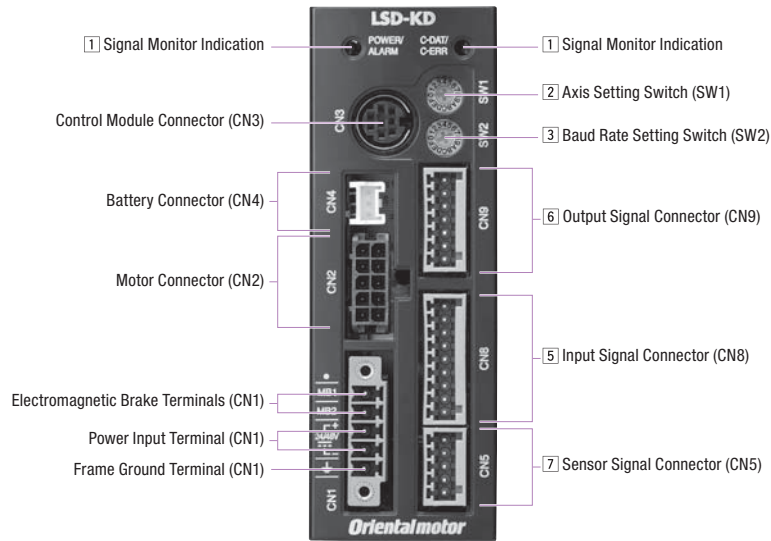 LSD-KD
1 Signal Monitor Indication
POWER/
ALARM
C-DAT/
C-ERR
1 Signal Monitor Indication
SW1
2 Axis Setting Switch (SW1)
Control Module Connector (CN3)
CN3
SW2
3 Baud Rate Setting Switch (SW2)
Battery Connector (CN4)
CN4
CN9
6 Output Signal Connector (CN9)
Motor Connector (CN2)
CN2
CN8
5 Input Signal Connector (CN8)
Electromagnetic Brake Terminals (CN1)
MB1
MB2
Power Input Terminal (CN1)
+
-
Frame Ground Terminal (CN1)
CN1
CN5
7 Sensor Signal Connector (CN5)
Orientalmotor